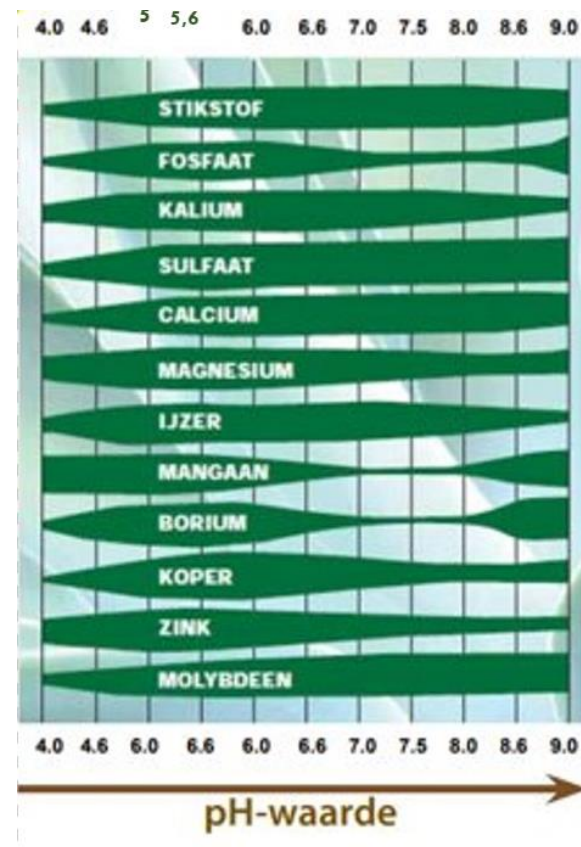 4.0 4.6 5 5,6 6.0 6.6 7.0 7.5 8.0 8.6 9.0
STIKSTOF
FOSFAAT
KALIUM
SULFAAT
CALCIUM
MAGNESIUM
IJZER
MANGAAN
BORIUM
KOPER
ZINK
MOLYBDEEN
4.0 4.6 6.0 6.6 6.0 6.6 7.0 7.5 8.0 8.6 9.0
pH-waarde